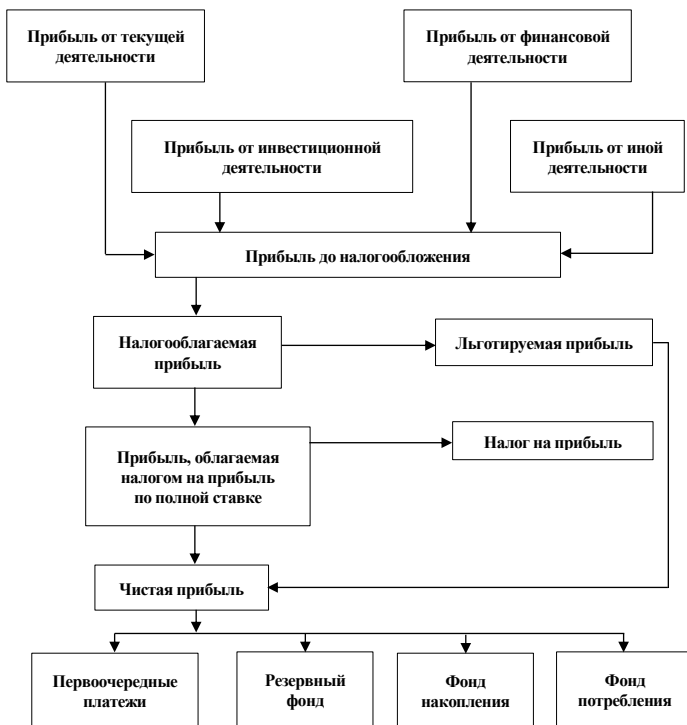 Прибыль от текущей
деятельности
Прибыль от финансовой
деятельности
Прибыль от инвестиционной
деятельности
Прибыль от иной
деятельности
Прибыль до налогообложения
Налогооблагаемая
прибыль
Льготируемая прибыль
Прибыль, облагаемая
налогом на прибыль
по полной ставке
Налог на прибыль
Чистая прибыль
Первоочередные
платежи
Резервный
фонд
Фонд
накопления
Фонд
потребления